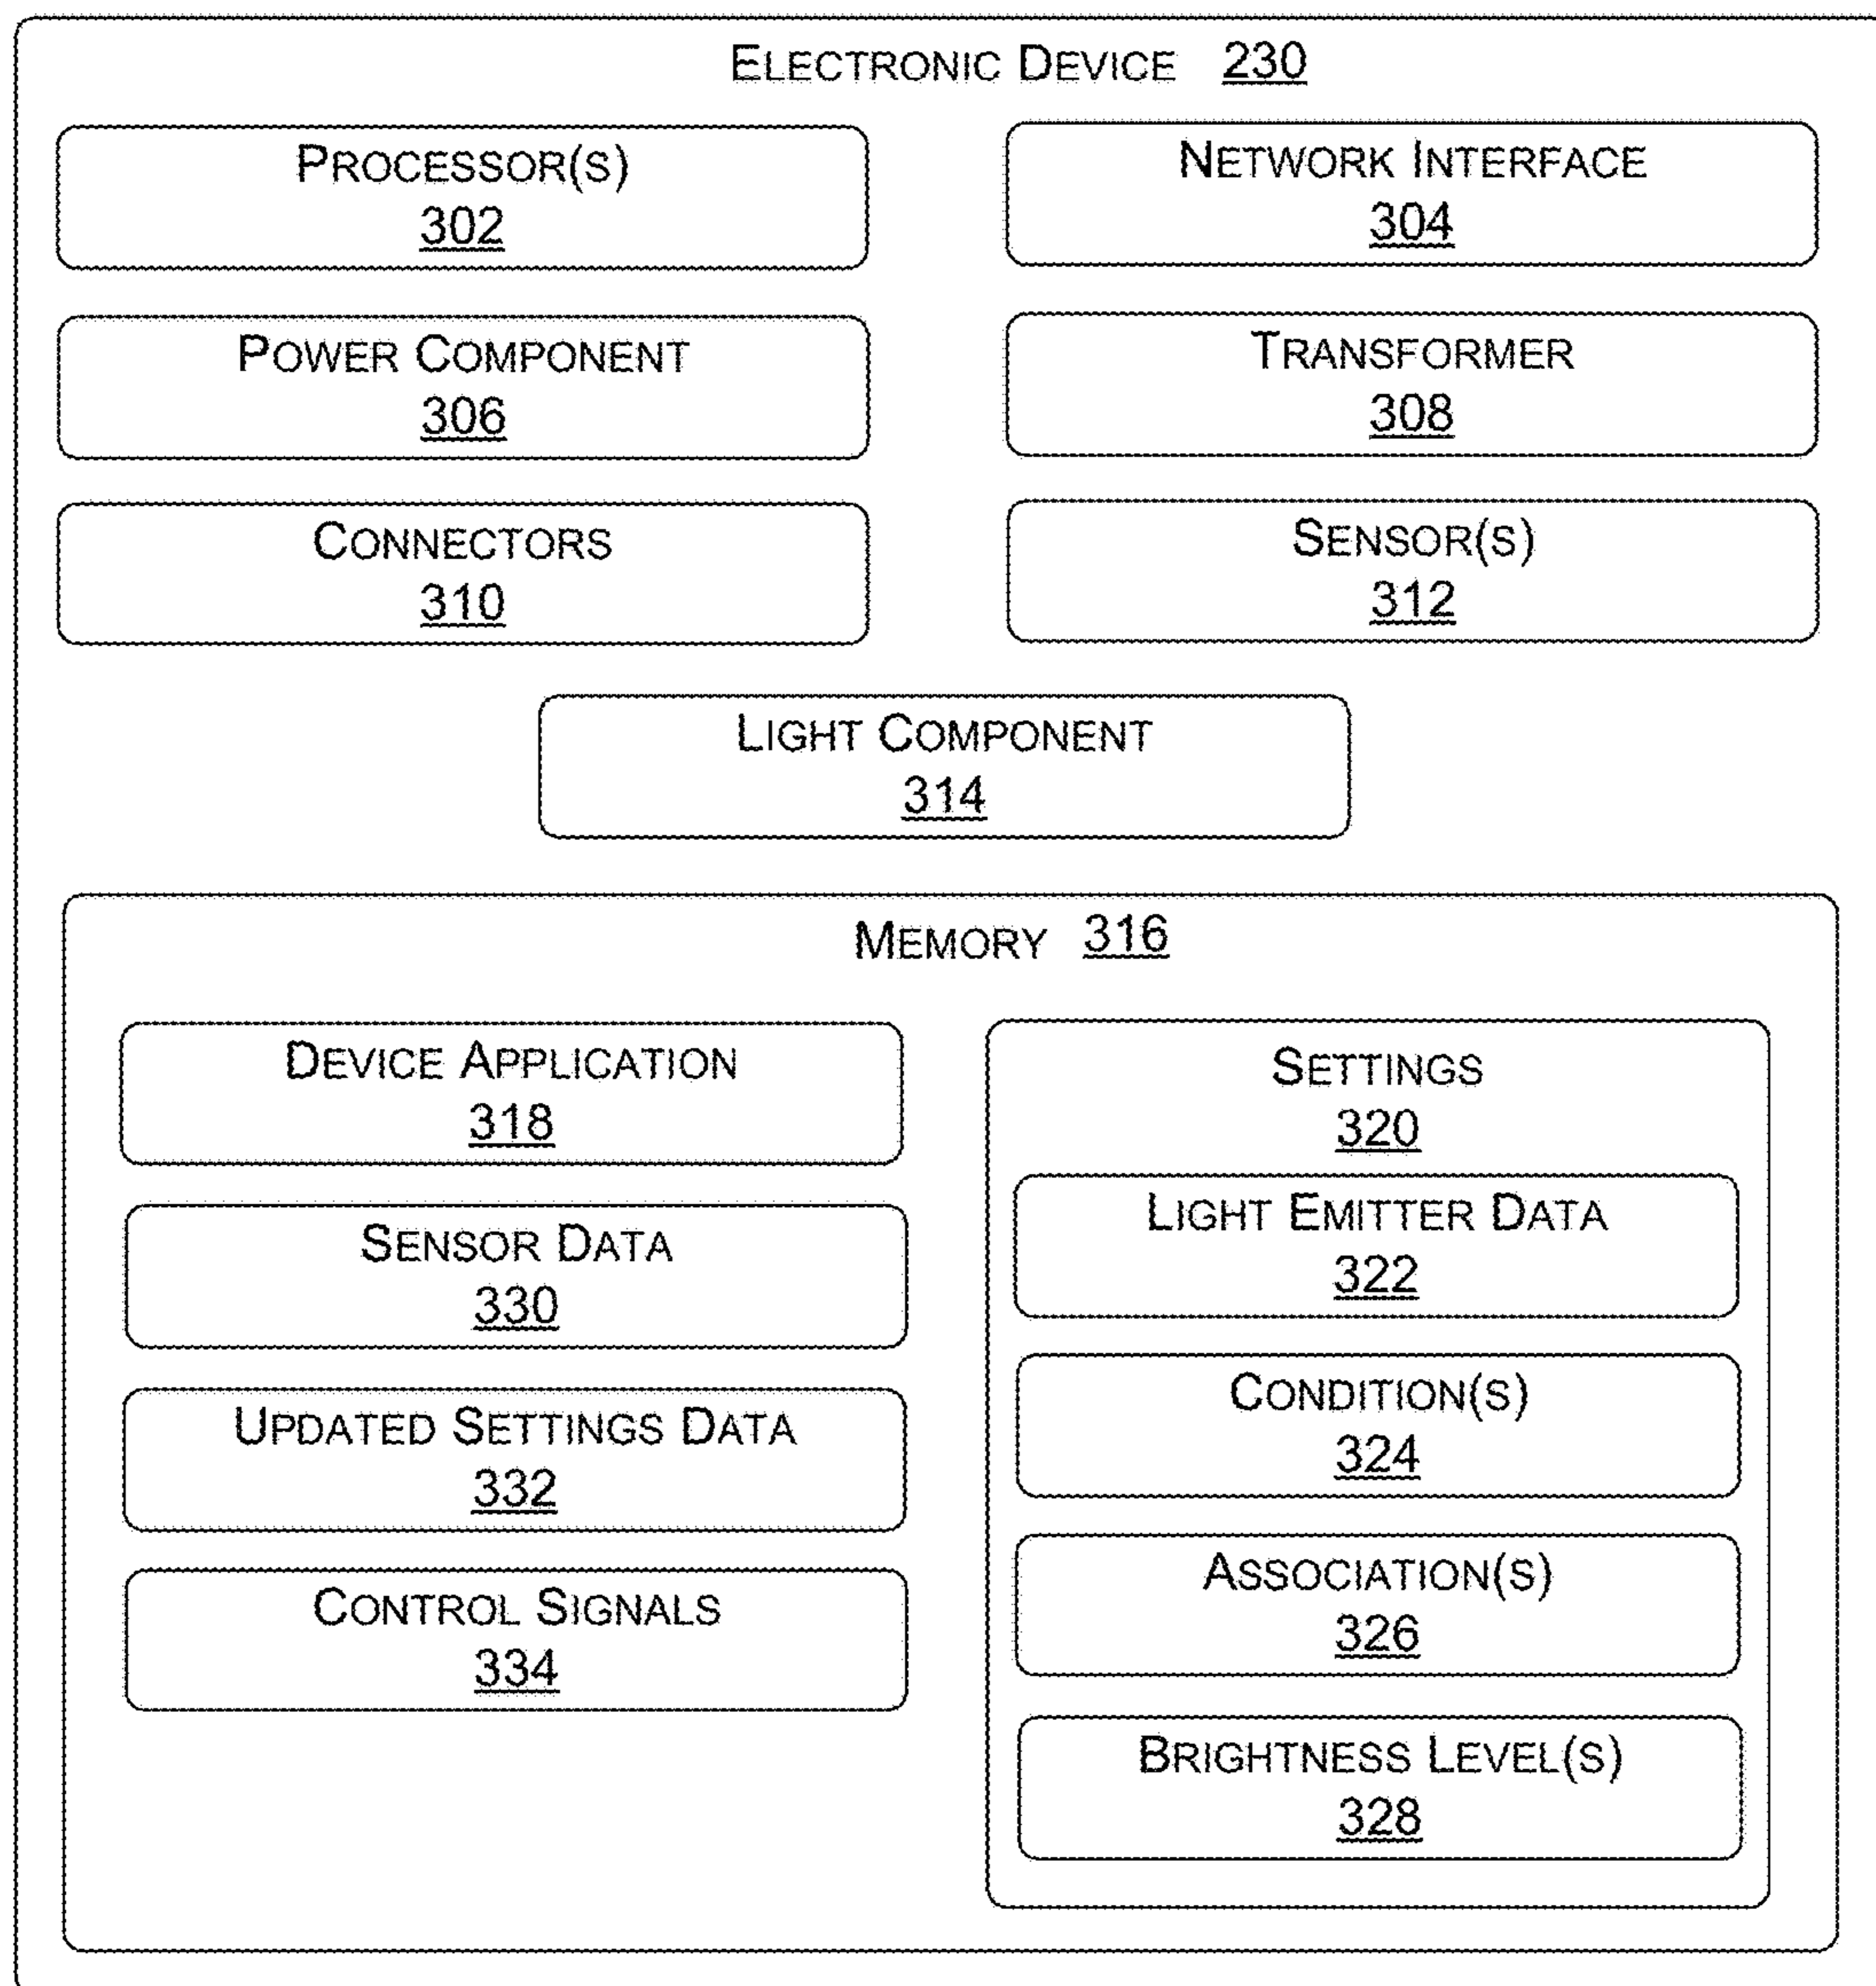 ELECTRONIC DEVICE 230
PROCESSOR(S)
302
NETWORK INTERFACE
304
POWER COMPONENT
306
TRANSFORMER
308
CONNECTORS
310
SENSOR(S)
312
LIGHT COMPONENT
314
MEMORY 316
DEVICE APPLICATION
318
SENSOR DATA
330
UPDATED SETTINGS DATA
332
CONTROL SIGNALS
334
SETTINGS
320
LIGHT EMITTER DATA
322
CONDITION(S)
324
ASSOCIATION(S)
326
BRIGHTNESS LEVEL(S)
328